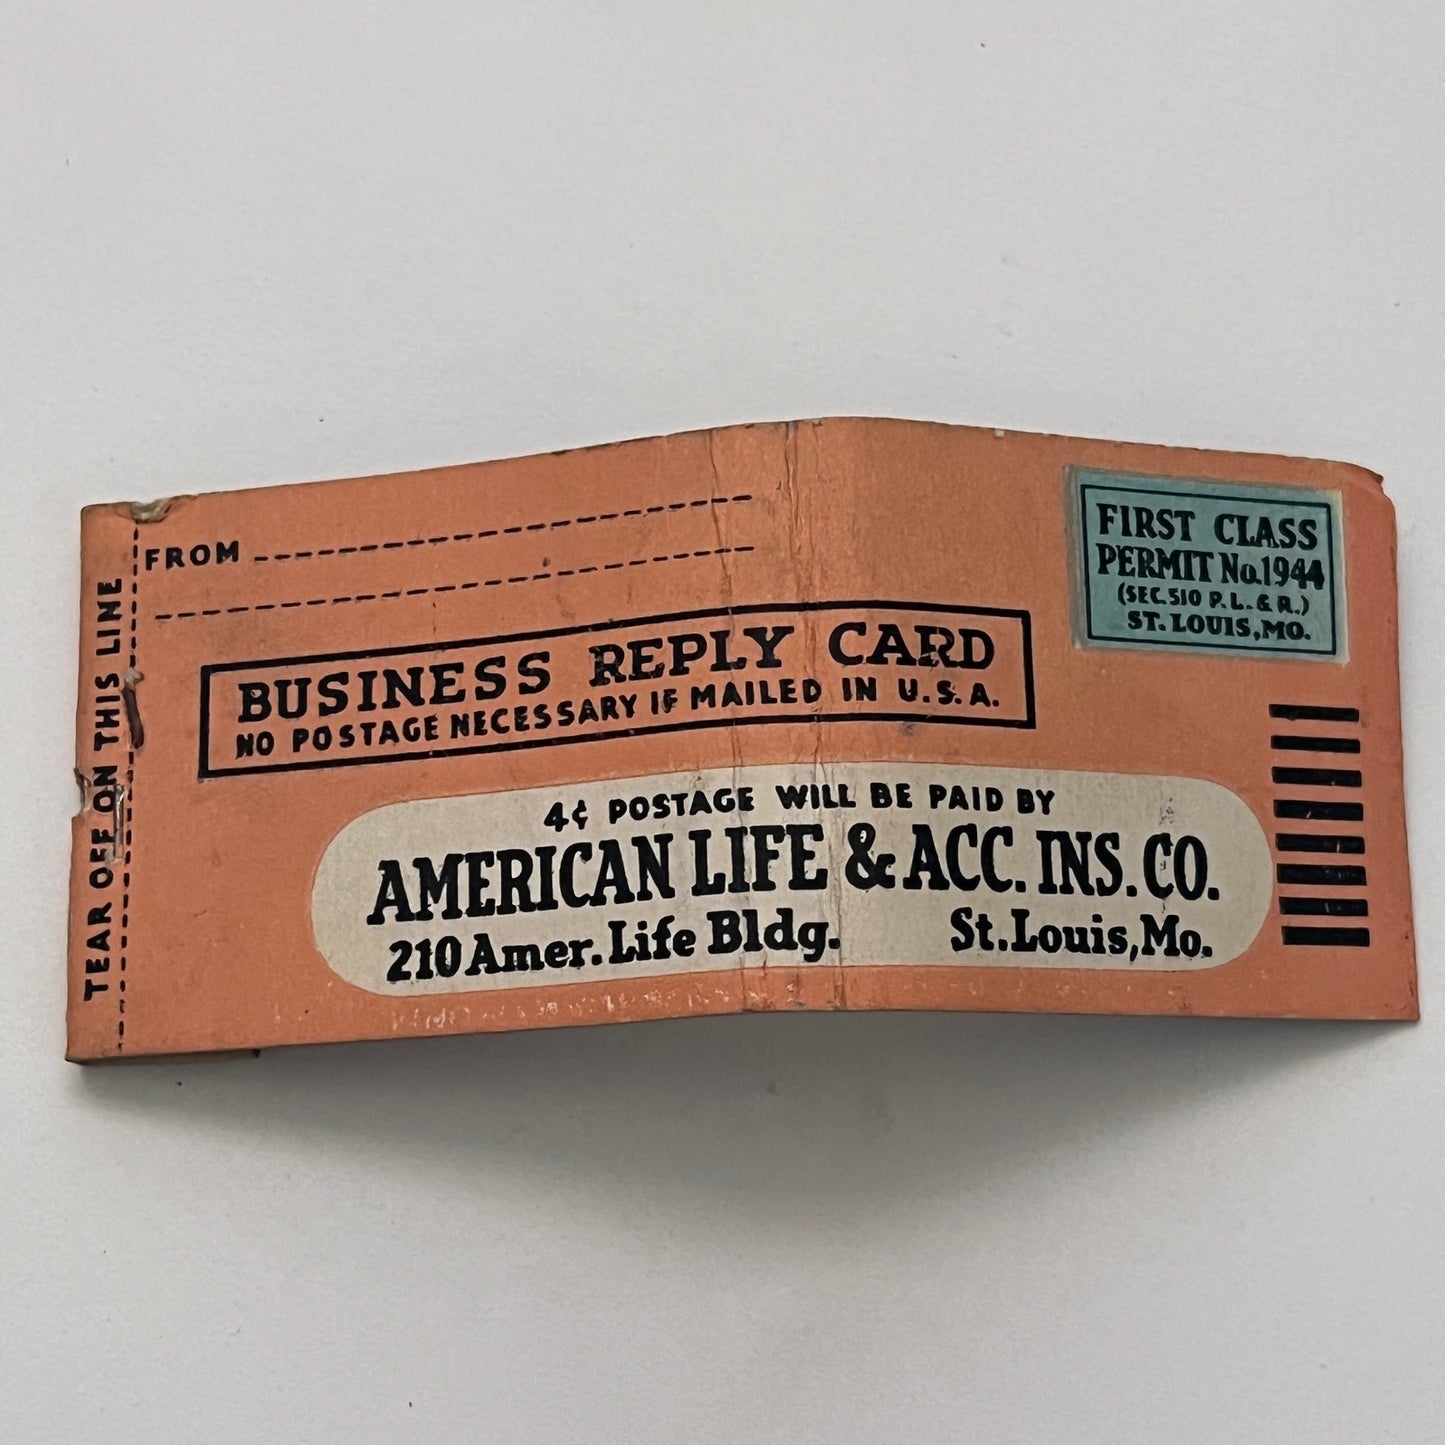 TEAR OFF ON THIS LINE
FROM
FIRST CLASS
PERMIT No.1944
(SEC. 510 P. L. & R.)
ST. LOUIS, MO.
BUSINESS REPLY CARD
NO POSTAGE NECESSARY IF MAILED IN U.S.A.
4¢ POSTAGE WILL BE PAID BY
AMERICAN LIFE & ACC. INS. CO.
210 Amer. Life Bldg. St. Louis, Mo.